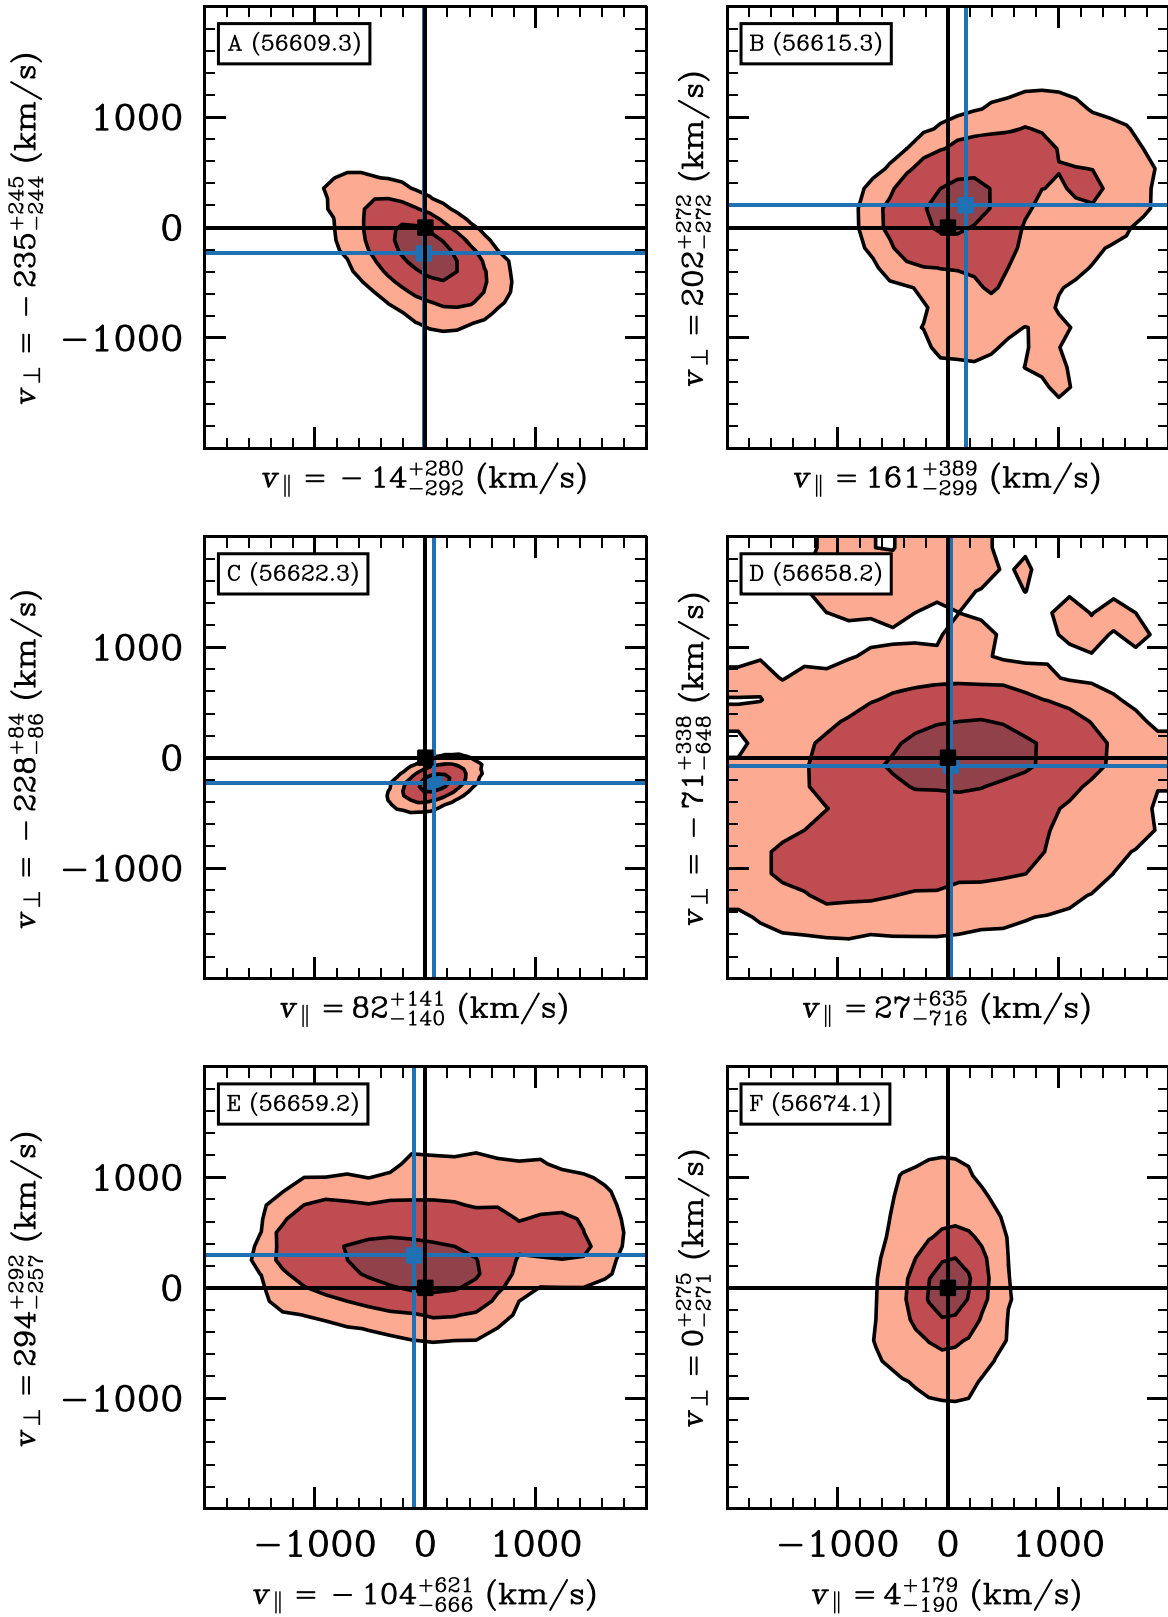 A (56609.3)
B (56615.3)
1000
0
−1000
v⊥ = −235 +245 −244 (km/s)
v⊥ = 202 +272 −272 (km/s)
v∥ = −14 +280 −292 (km/s)
v∥ = 161 +389 −299 (km/s)
C (56622.3)
D (56658.2)
1000
0
−1000
v⊥ = −228 +84 −86 (km/s)
v⊥ = −71 +338 −648 (km/s)
v∥ = 82 +141 −140 (km/s)
v∥ = 27 +635 −716 (km/s)
E (56659.2)
F (56674.1)
1000
0
−1000
v⊥ = 294 +292 −257 (km/s)
v⊥ = 0 +275 −271 (km/s)
−1000 0 1000
−1000 0 1000
v∥ = −104 +621 −666 (km/s)
v∥ = 4 +179 −190 (km/s)